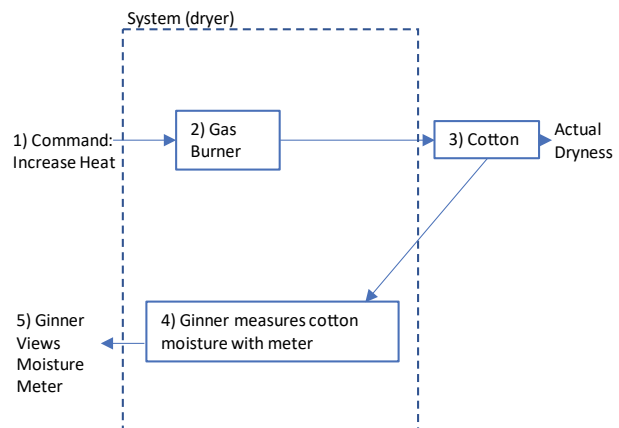 System (dryer)
1) Command:
Increase Heat
2) Gas
Burner
3) Cotton
Actual
Dryness
4) Ginner measures cotton
moisture with meter
5) Ginner
Views
Moisture
Meter